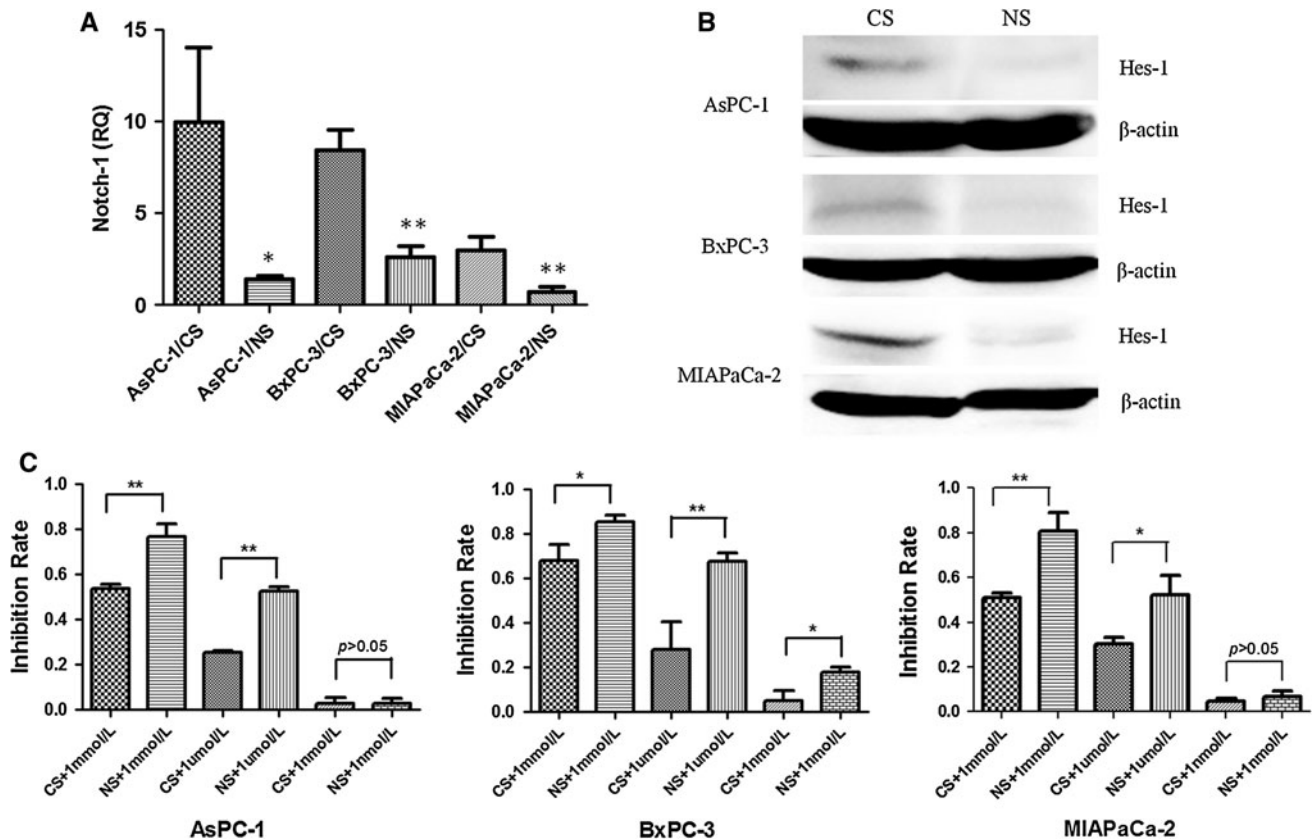 A
Notch-1 (RQ)
15
10
5
0
*
**
**
AsPC-1/CS
AsPC-1/NS
BxPC-3/CS
BxPC-3/NS
MIAPaCa-2/CS
MIAPaCa-2/NS
B
CS NS
AsPC-1
Hes-1
β-actin
BxPC-3
Hes-1
β-actin
MIAPaCa-2
Hes-1
β-actin
C
Inhibition Rate
1.0
0.8
0.6
0.4
0.2
0.0
**
**
p>0.05
CS+1mmol/L
NS+1mmol/L
CS+1umol/L
NS+1umol/L
CS+1nmol/L
NS+1nmol/L
AsPC-1
Inhibition Rate
1.0
0.8
0.6
0.4
0.2
0.0
*
**
*
CS+1mmol/L
NS+1mmol/L
CS+1umol/L
NS+1umol/L
CS+1nmol/L
NS+1nmol/L
BxPC-3
Inhibition Rate
1.0
0.8
0.6
0.4
0.2
0.0
**
*
p>0.05
CS+1mmol/L
NS+1mmol/L
CS+1umol/L
NS+1umol/L
CS+1nmol/L
NS+1nmol/L
MIAPaCa-2